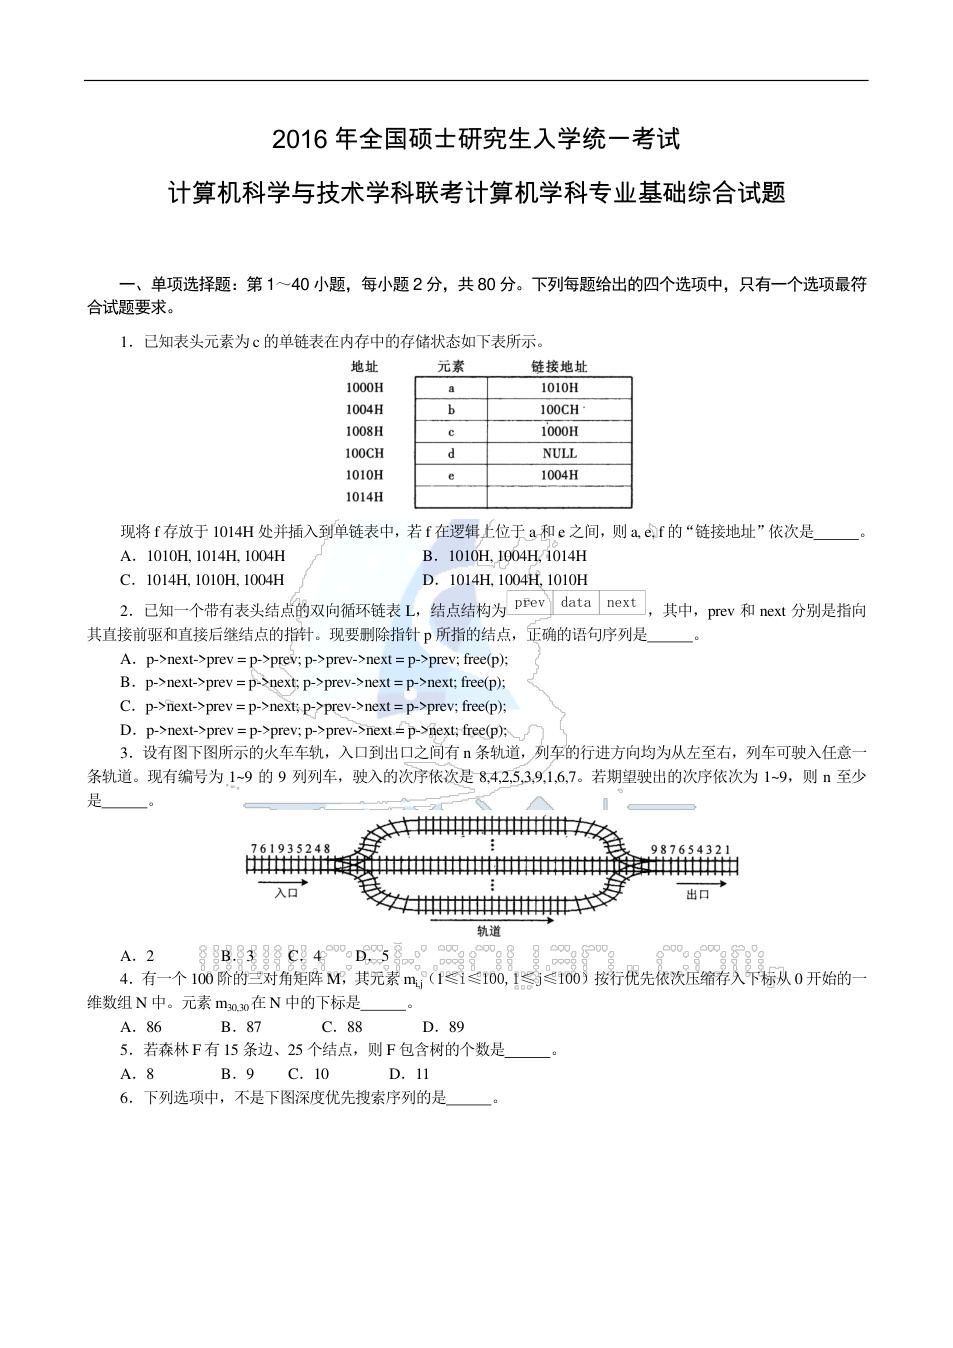 2016 年全国硕士研究生入学统一考试
计算机科学与技术学科联考计算机学科专业基础综合试题
一、单项选择题：第 1～40 小题，每小题 2 分，共 80 分。下列每题给出的四个选项中，只有一个选项最符
合试题要求。
1．已知表头元素为 c 的单链表在内存中的存储状态如下表所示。
地址 元素 链接地址
1000H a 1010H
1004H b 100CH
1008H c 1000H
100CH d NULL
1010H e 1004H
1014H
现将 f 存放于 1014H 处并插入到单链表中，若 f 在逻辑上位于 a 和 e 之间，则 a, e, f 的“链接地址”依次是______。
A．1010H, 1014H, 1004H B．1010H, 1004H, 1014H
C．1014H, 1010H, 1004H D．1014H, 1004H, 1010H
2．已知一个带有表头结点的双向循环链表 L，结点结构为 prev data next ，其中，prev 和 next 分别是指向
其直接前驱和直接后继结点的指针。现要删除指针 p 所指的结点，正确的语句序列是______。
A．p->next->prev = p->prev; p->prev->next = p->prev; free(p);
B．p->next->prev = p->next; p->prev->next = p->next; free(p);
C．p->next->prev = p->next; p->prev->next = p->prev; free(p);
D．p->next->prev = p->prev; p->prev->next = p->next; free(p);
3．设有图下图所示的火车车轨，入口到出口之间有 n 条轨道，列车的行进方向均为从左至右，列车可驶入任意一
条轨道。现有编号为 1~9 的 9 列列车，驶入的次序依次是 8,4,2,5,3,9,1,6,7。若期望驶出的次序依次为 1~9，则 n 至少
是______。
7 6 1 9 3 5 2 4 8 9 8 7 6 5 4 3 2 1
入口 出口
轨道
A．2 B．3 C．4 D．5
4．有一个 100 阶的三对角矩阵 M，其元素 mi,j（1≤i≤100, 1≤j≤100）按行优先依次压缩存入下标从 0 开始的一
维数组 N 中。元素 m30,30 在 N 中的下标是______。
A．86 B．87 C．88 D．89
5．若森林 F 有 15 条边、25 个结点，则 F 包含树的个数是______。
A．8 B．9 C．10 D．11
6．下列选项中，不是下图深度优先搜索序列的是______。